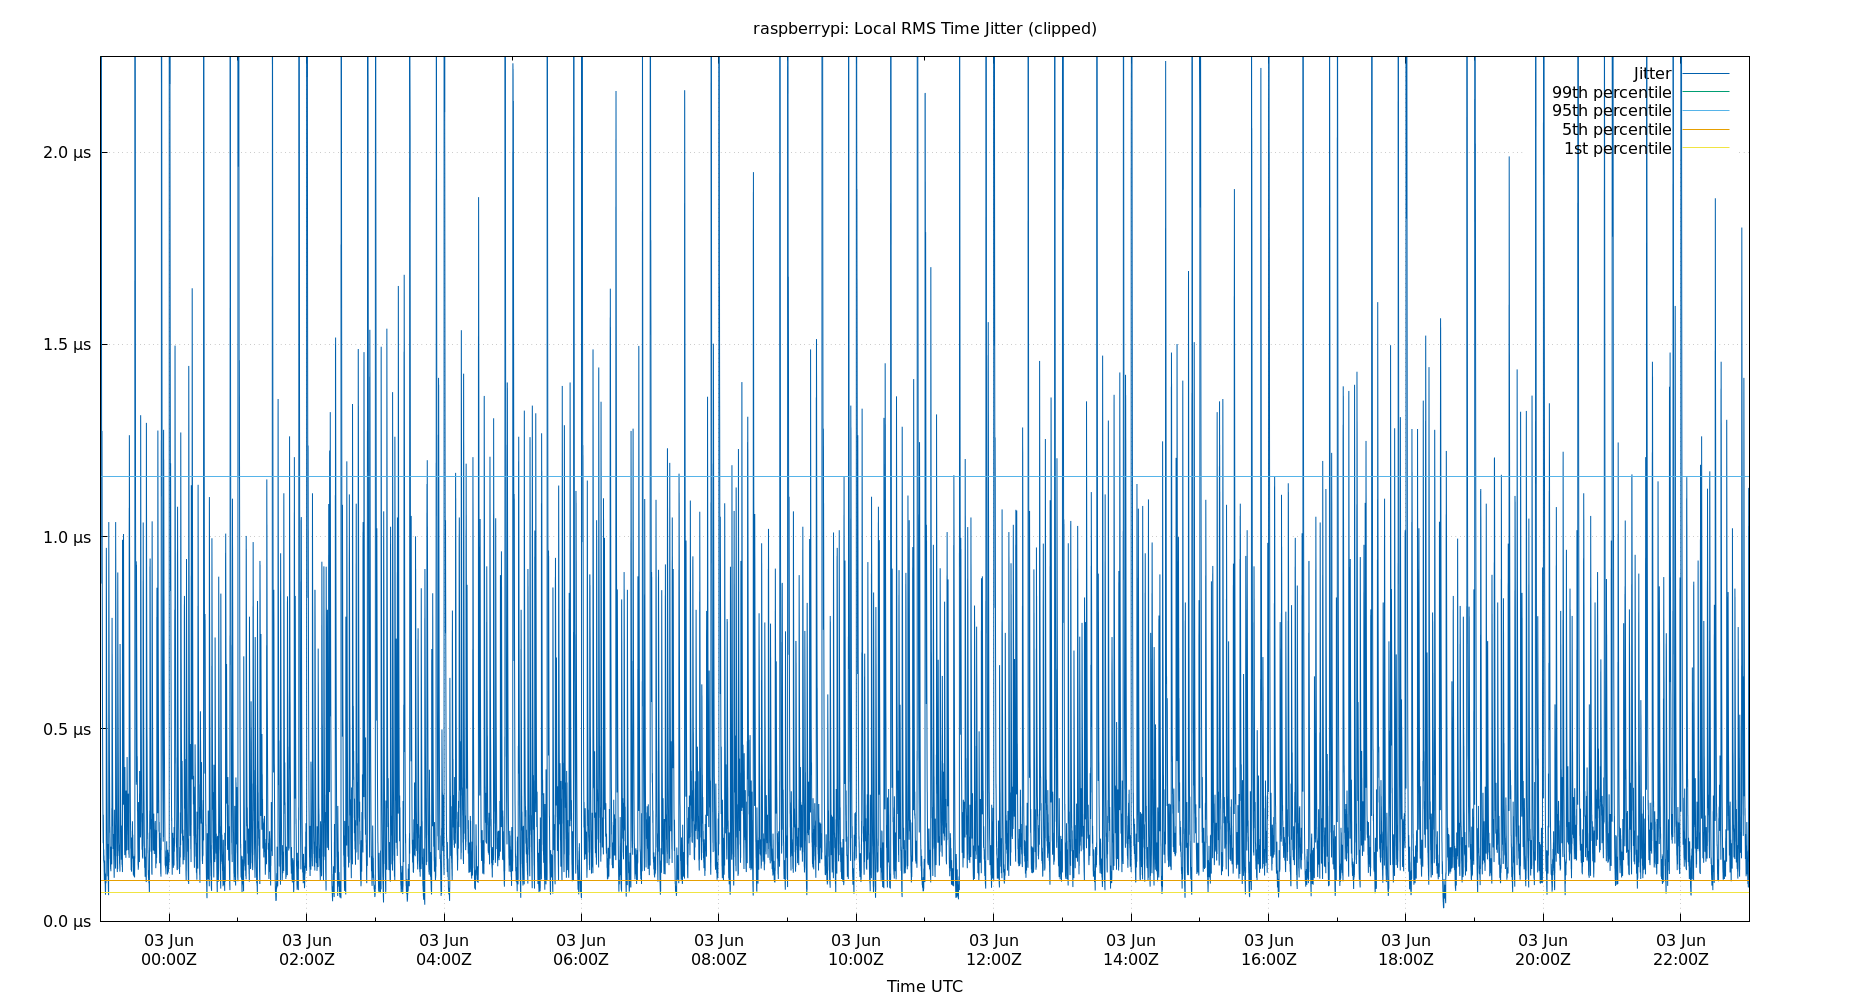 raspberrypi: Local RMS Time Jitter (clipped)
Jitter
99th percentile
95th percentile
5th percentile
1st percentile
2.0 µs
1.5 µs
1.0 µs
0.5 µs
0.0 µs
03 Jun 03 Jun 03 Jun 03 Jun 03 Jun 03 Jun 03 Jun 03 Jun 03 Jun 03 Jun 03 Jun 03 Jun
00:00Z 02:00Z 04:00Z 06:00Z 08:00Z 10:00Z 12:00Z 14:00Z 16:00Z 18:00Z 20:00Z 22:00Z
Time UTC